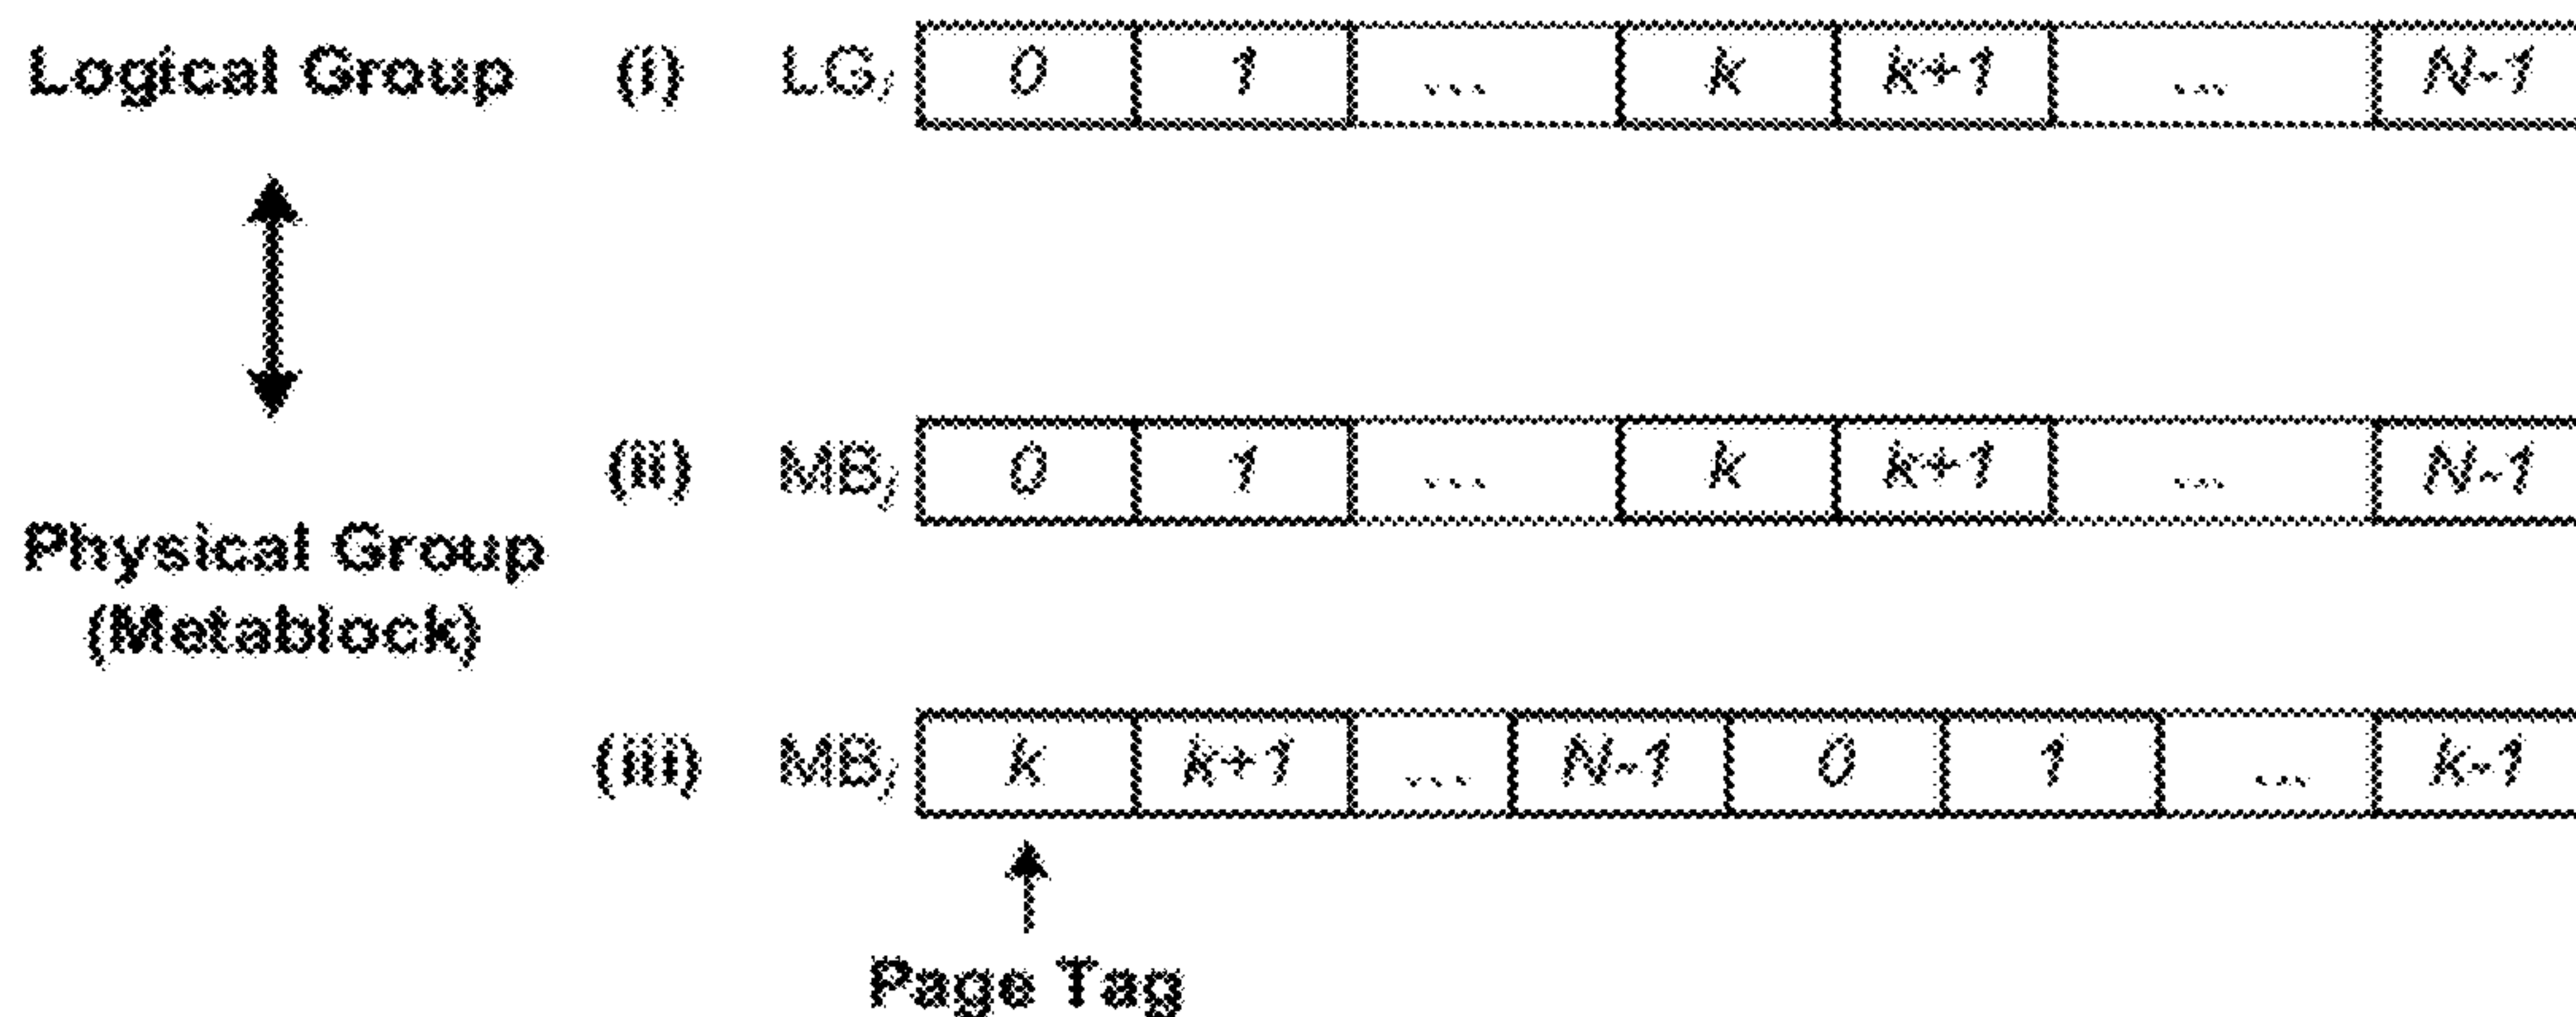 Logical Group (i) LGi 0 1 ... k k+1 ... N-1
(ii) MBj 0 1 ... k k+1 ... N-1
Physical Group
(Metablock)
(iii) MBj k k+1 ... N-1 0 1 ... k-1
Page Tag